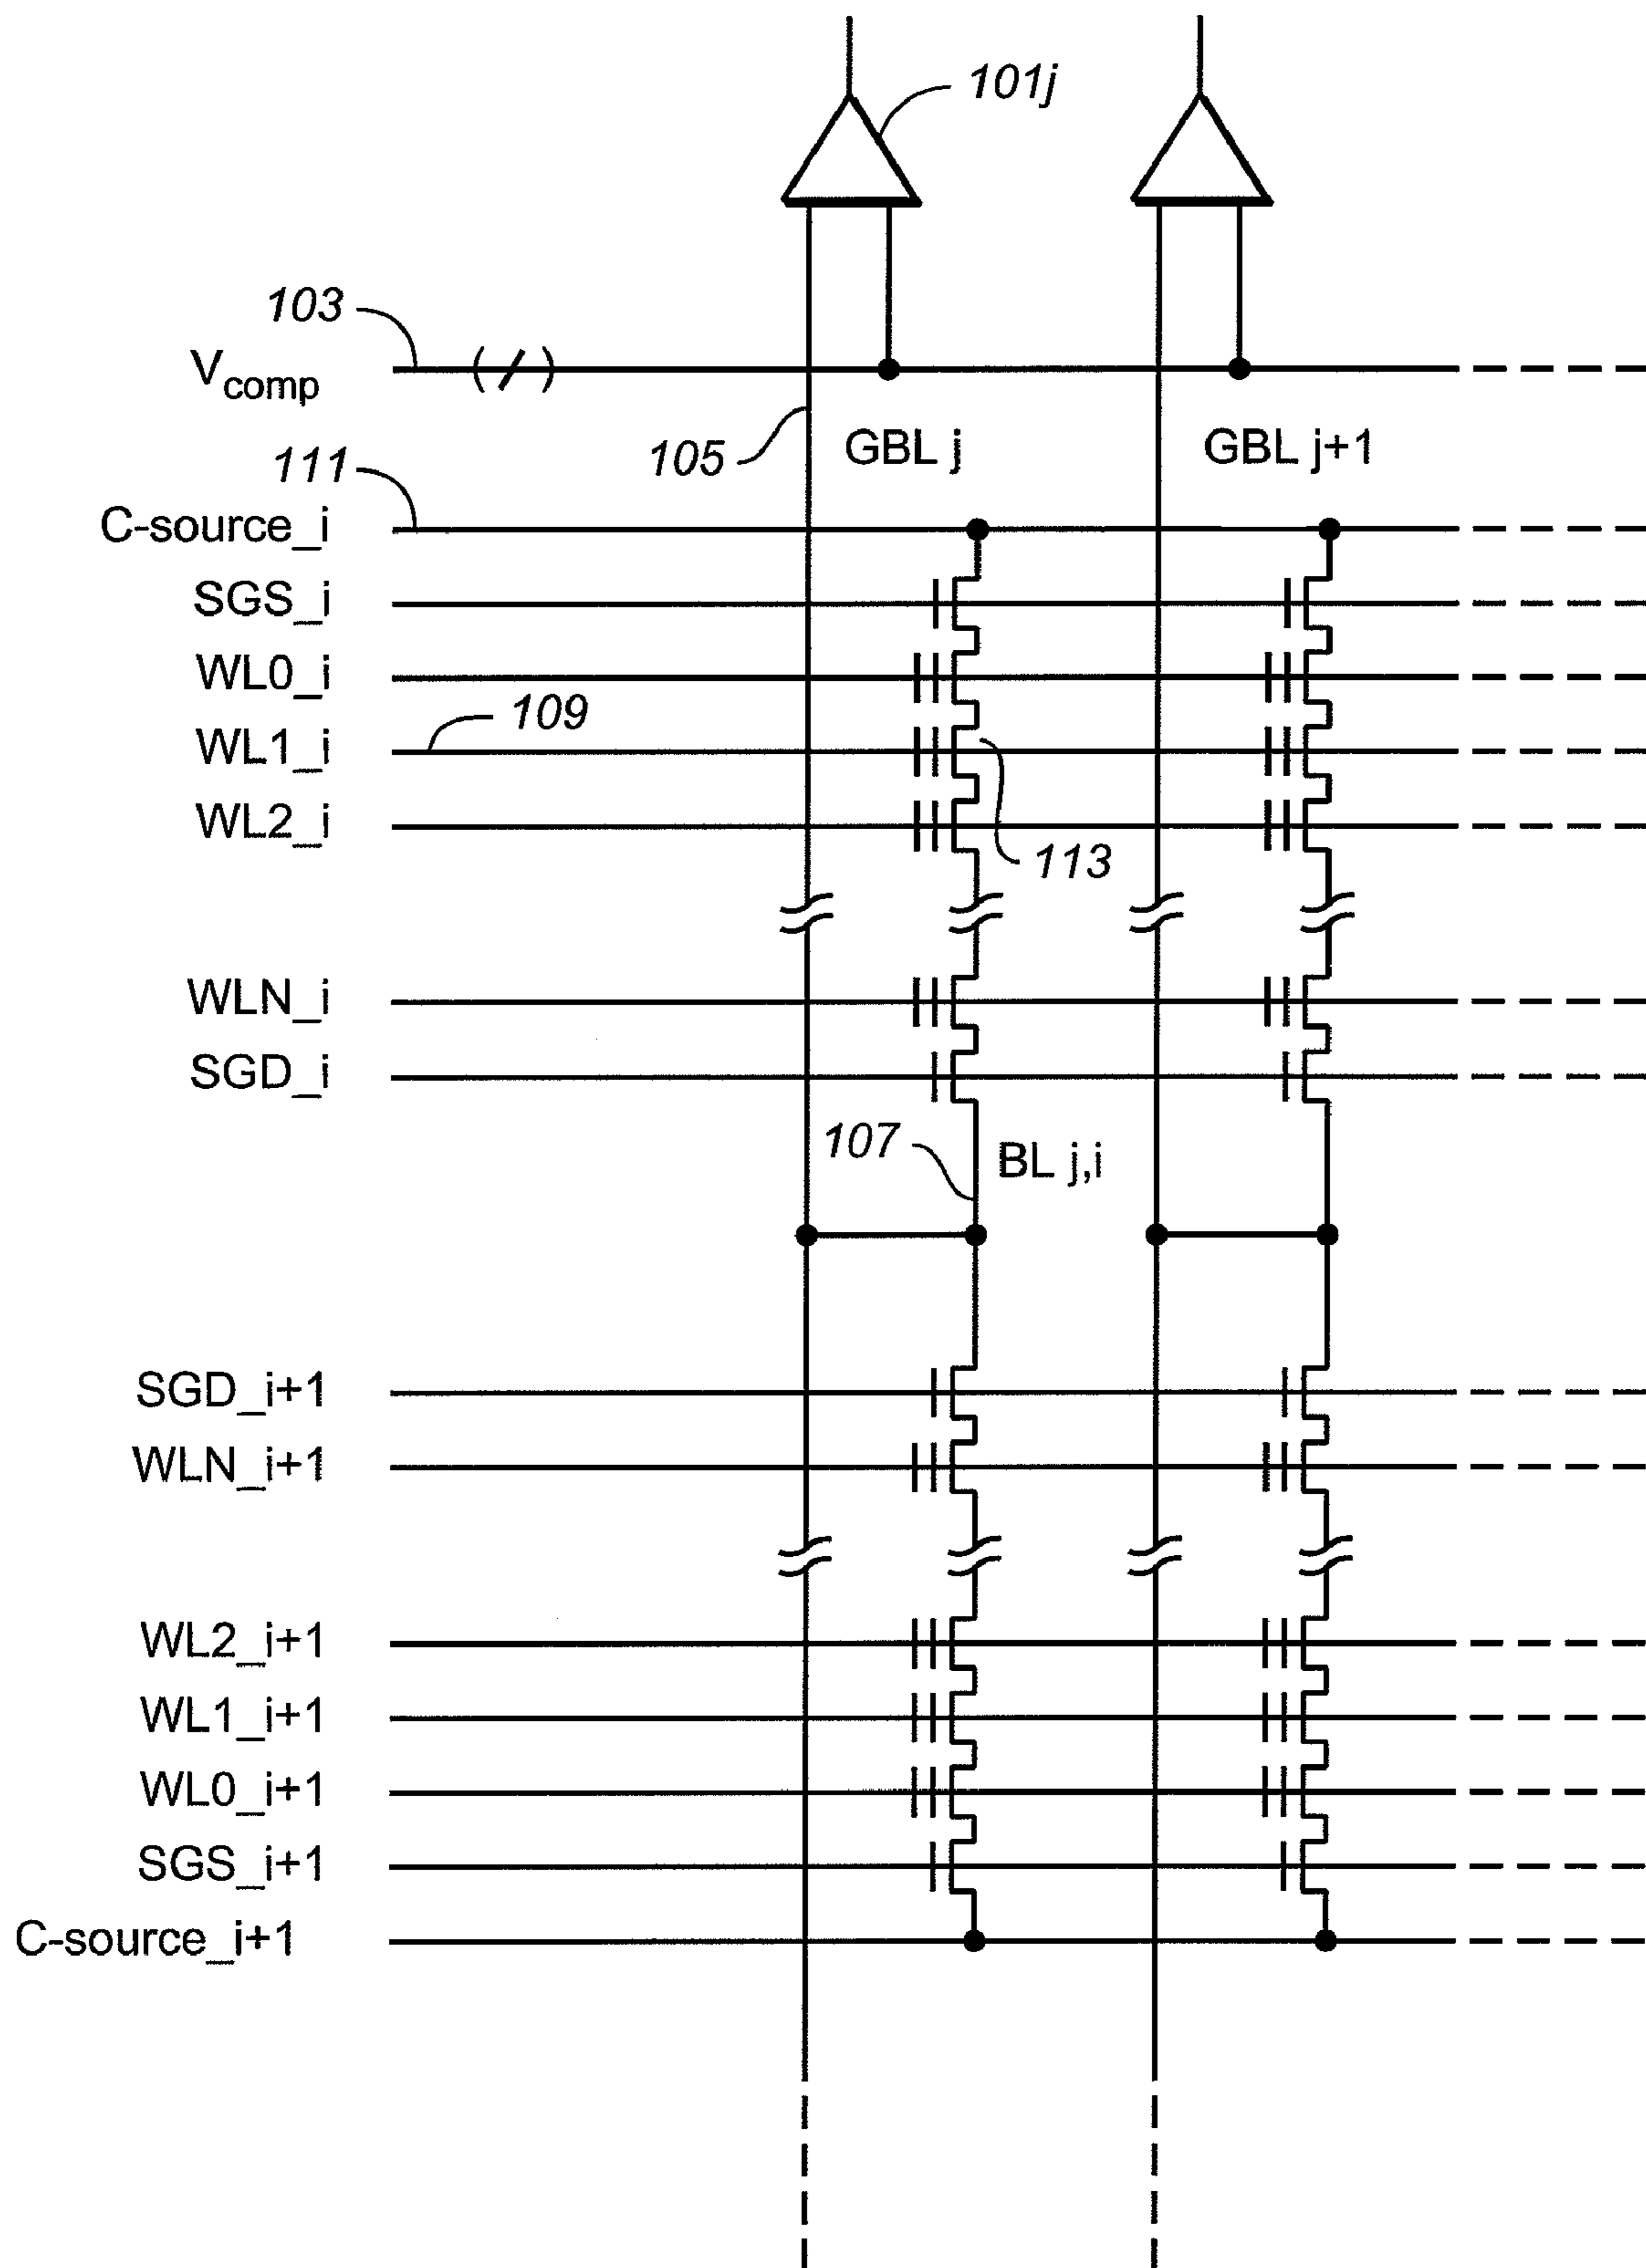 101j
103
V_comp
105
GBL j
GBL j+1
111
C-source_i
SGS_i
WL0_i
109
WL1_i
WL2_i
113
WLN_i
SGD_i
107
BL j,i
SGD_i+1
WLN_i+1
WL2_i+1
WL1_i+1
WL0_i+1
SGS_i+1
C-source_i+1